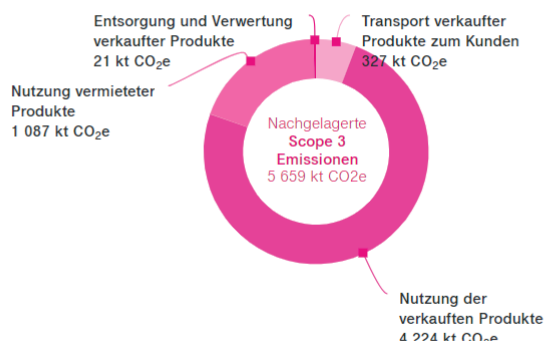 Entsorgung und Verwertung
verkaufter Produkte
21 kt CO₂e
Transport verkaufter
Produkte zum Kunden
327 kt CO₂e
Nutzung vermieteter
Produkte
1 087 kt CO₂e
Nachgelagerte
Scope 3
Emissionen
5 659 kt CO2e
Nutzung der
verkauften Produkte
4 224 kt CO₂e